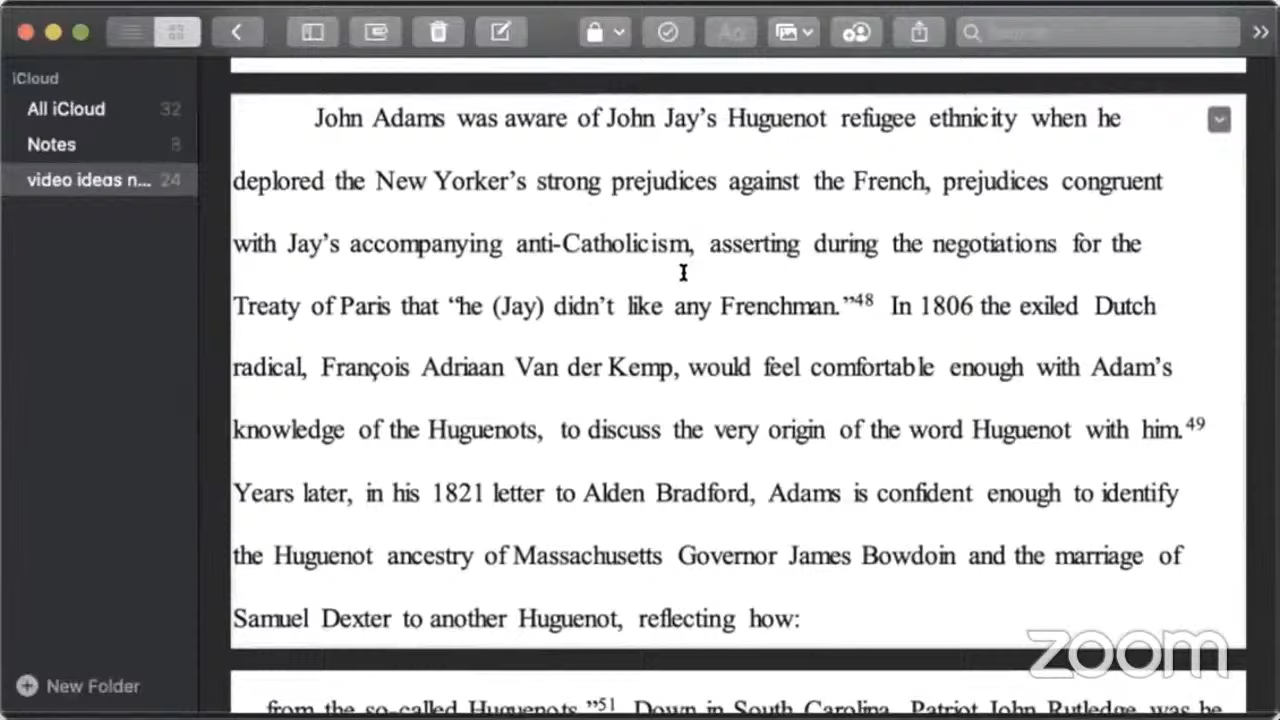 iCloud
All iCloud 32
Notes 8
video ideas n... 24
John Adams was aware of John Jay's Huguenot refugee ethnicity when he
deplored the New Yorker's strong prejudices against the French, prejudices congruent
with Jay's accompanying anti-Catholicism, asserting during the negotiations for the
Treaty of Paris that “he (Jay) didn't like any Frenchman.”48 In 1806 the exiled Dutch
radical, François Adriaan Van der Kemp, would feel comfortable enough with Adam's
knowledge of the Huguenots, to discuss the very origin of the word Huguenot with him.49
Years later, in his 1821 letter to Alden Bradford, Adams is confident enough to identify
the Huguenot ancestry of Massachusetts Governor James Bowdoin and the marriage of
Samuel Dexter to another Huguenot, reflecting how:
from the so-called Huguenots.”51 Down in South Carolina, Patriot John Rutledge was he
New Folder
zoom